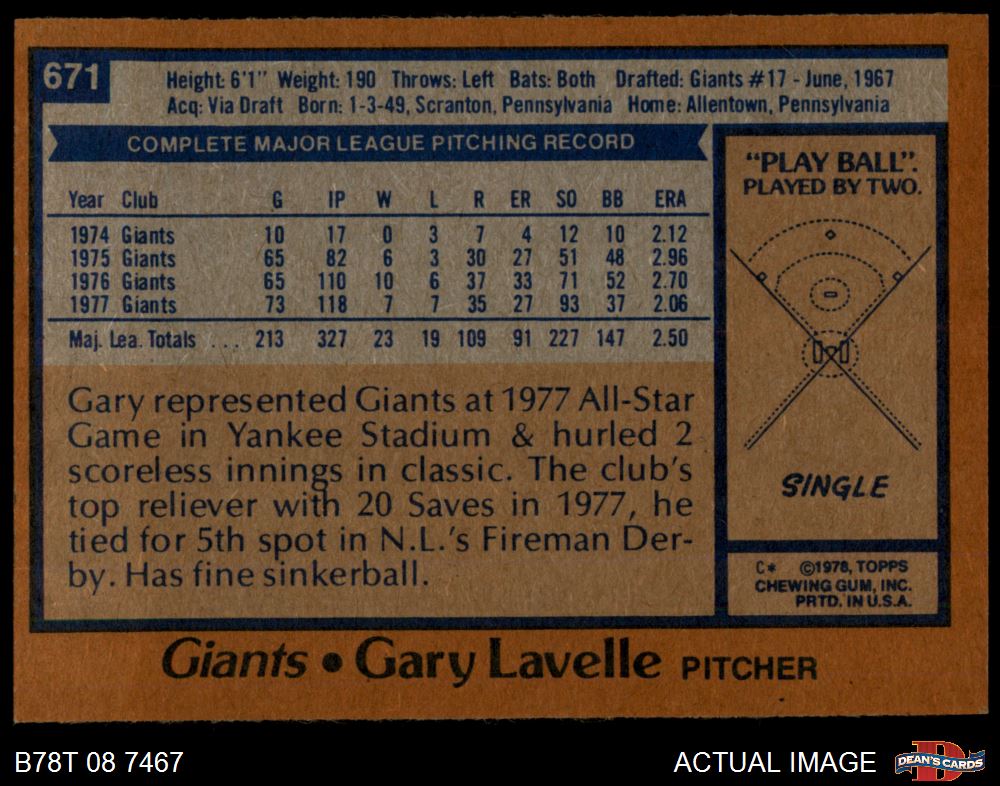 671
Height: 6'1" Weight: 190 Throws: Left Bats: Both Drafted: Giants #17 - June, 1967
Acq: Via Draft Born: 1-3-49, Scranton, Pennsylvania Home: Allentown, Pennsylvania
COMPLETE MAJOR LEAGUE PITCHING RECORD
Year Club G IP W L R ER SO BB ERA
1974 Giants 10 17 0 3 7 4 12 10 2.12
1975 Giants 65 82 6 3 30 27 51 48 2.96
1976 Giants 65 110 10 6 37 33 71 52 2.70
1977 Giants 73 118 7 7 35 27 93 37 2.06
Maj. Lea. Totals ... 213 327 23 19 109 91 227 147 2.50
Gary represented Giants at 1977 All-Star
Game in Yankee Stadium & hurled 2
scoreless innings in classic. The club's
top reliever with 20 Saves in 1977, he
tied for 5th spot in N.L.'s Fireman Der-
by. Has fine sinkerball.
"PLAY BALL".
PLAYED BY TWO.
SINGLE
C* ©1978, TOPPS
CHEWING GUM, INC.
PRTD. IN U.S.A.
Giants • Gary Lavelle PITCHER
B78T 08 7467
ACTUAL IMAGE
D
DEAN'S CARDS